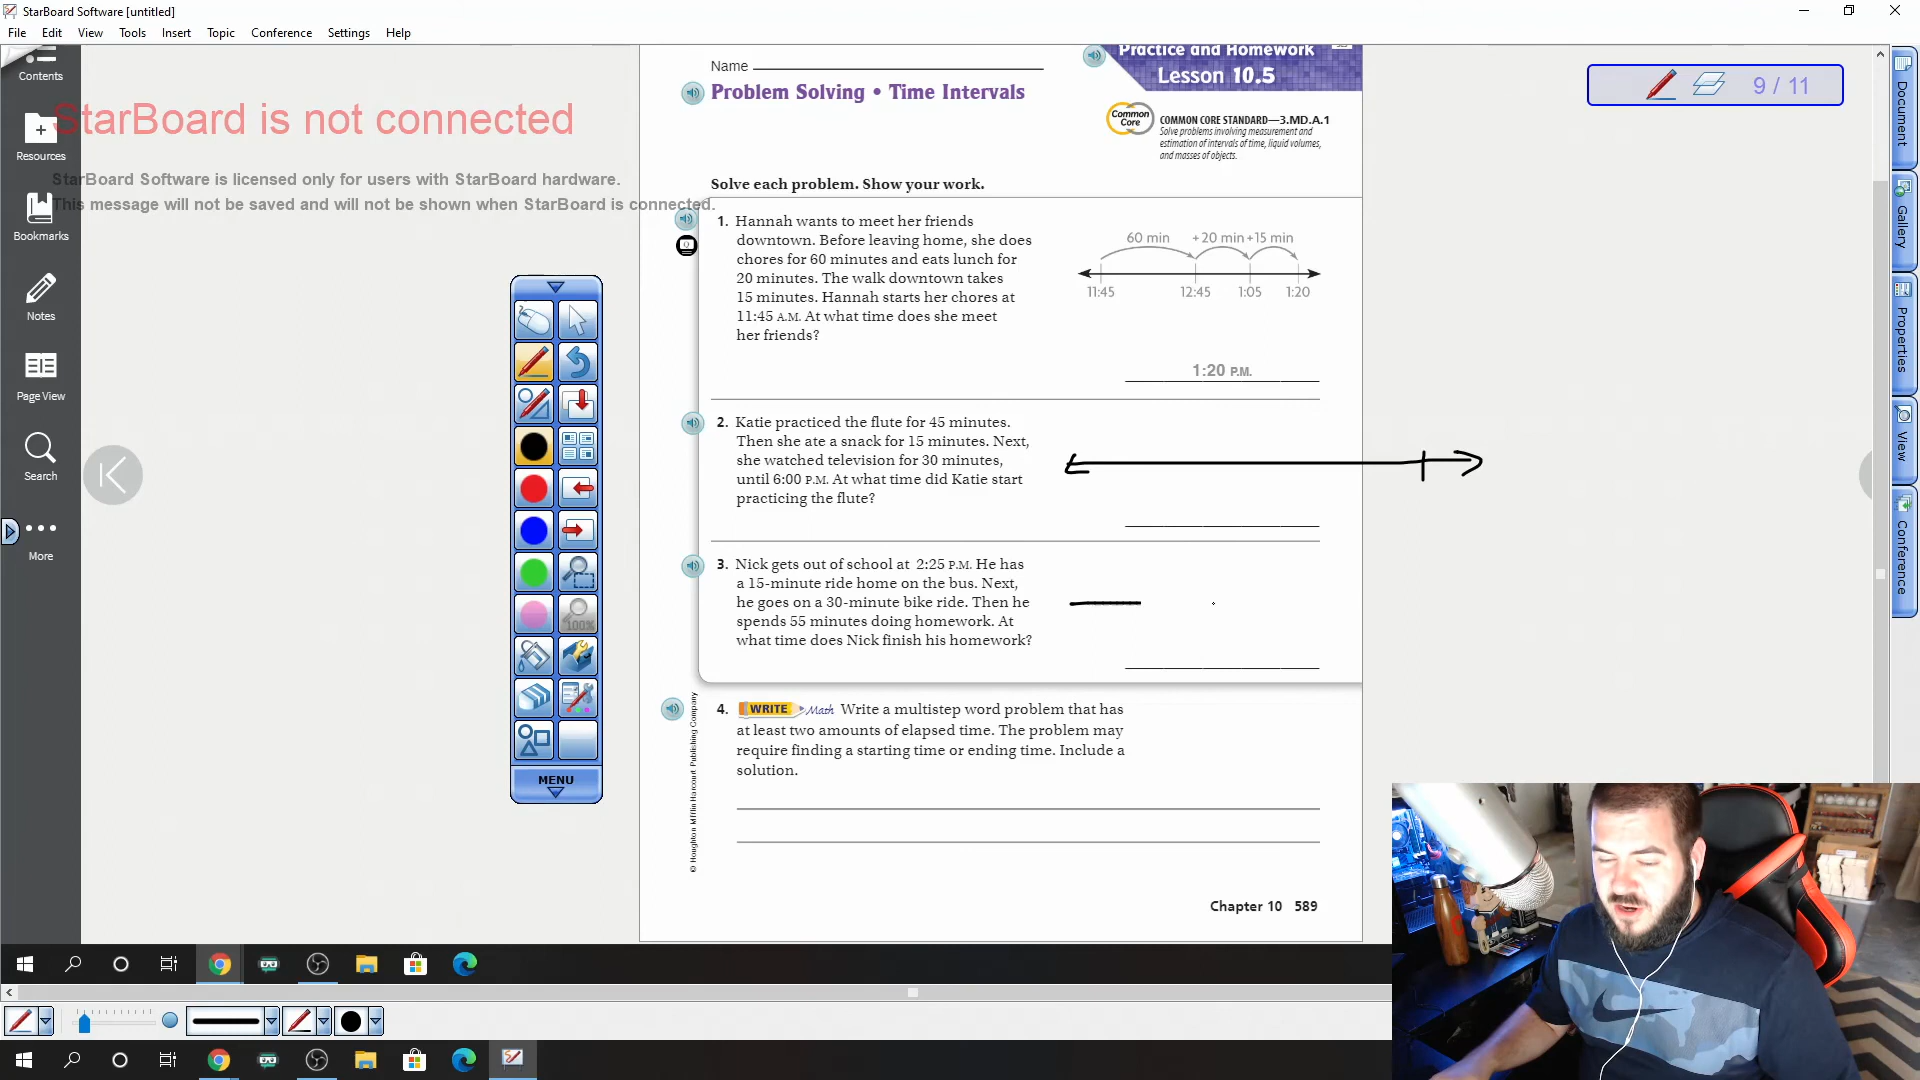 StarBoard Software [untitled]
File Edit View Tools Insert Topic Conference Settings Help
Contents
Resources
Bookmarks
Notes
Page View
Search
More
StarBoard is not connected
StarBoard Software is licensed only for users with StarBoard hardware.
This message will not be saved and will not be shown when StarBoard is connected.
MENU
100%
Name
Practice and Homework
Lesson 10.5
Problem Solving • Time Intervals
Common Core
COMMON CORE STANDARD—3.MD.A.1
Solve problems involving measurement and
estimation of intervals of time, liquid volumes,
and masses of objects.
Solve each problem. Show your work.
1. Hannah wants to meet her friends
downtown. Before leaving home, she does
chores for 60 minutes and eats lunch for
20 minutes. The walk downtown takes
15 minutes. Hannah starts her chores at
11:45 A.M. At what time does she meet
her friends?
60 min +20 min +15 min
11:45 12:45 1:05 1:20
1:20 P.M.
2. Katie practiced the flute for 45 minutes.
Then she ate a snack for 15 minutes. Next,
she watched television for 30 minutes,
until 6:00 P.M. At what time did Katie start
practicing the flute?
3. Nick gets out of school at 2:25 P.M. He has
a 15-minute ride home on the bus. Next,
he goes on a 30-minute bike ride. Then he
spends 55 minutes doing homework. At
what time does Nick finish his homework?
4. WRITE Math Write a multistep word problem that has
at least two amounts of elapsed time. The problem may
require finding a starting time or ending time. Include a
solution.
© Houghton Mifflin Harcourt Publishing Company
Chapter 10 589
9 / 11
Document
Gallery
Properties
View
Conference